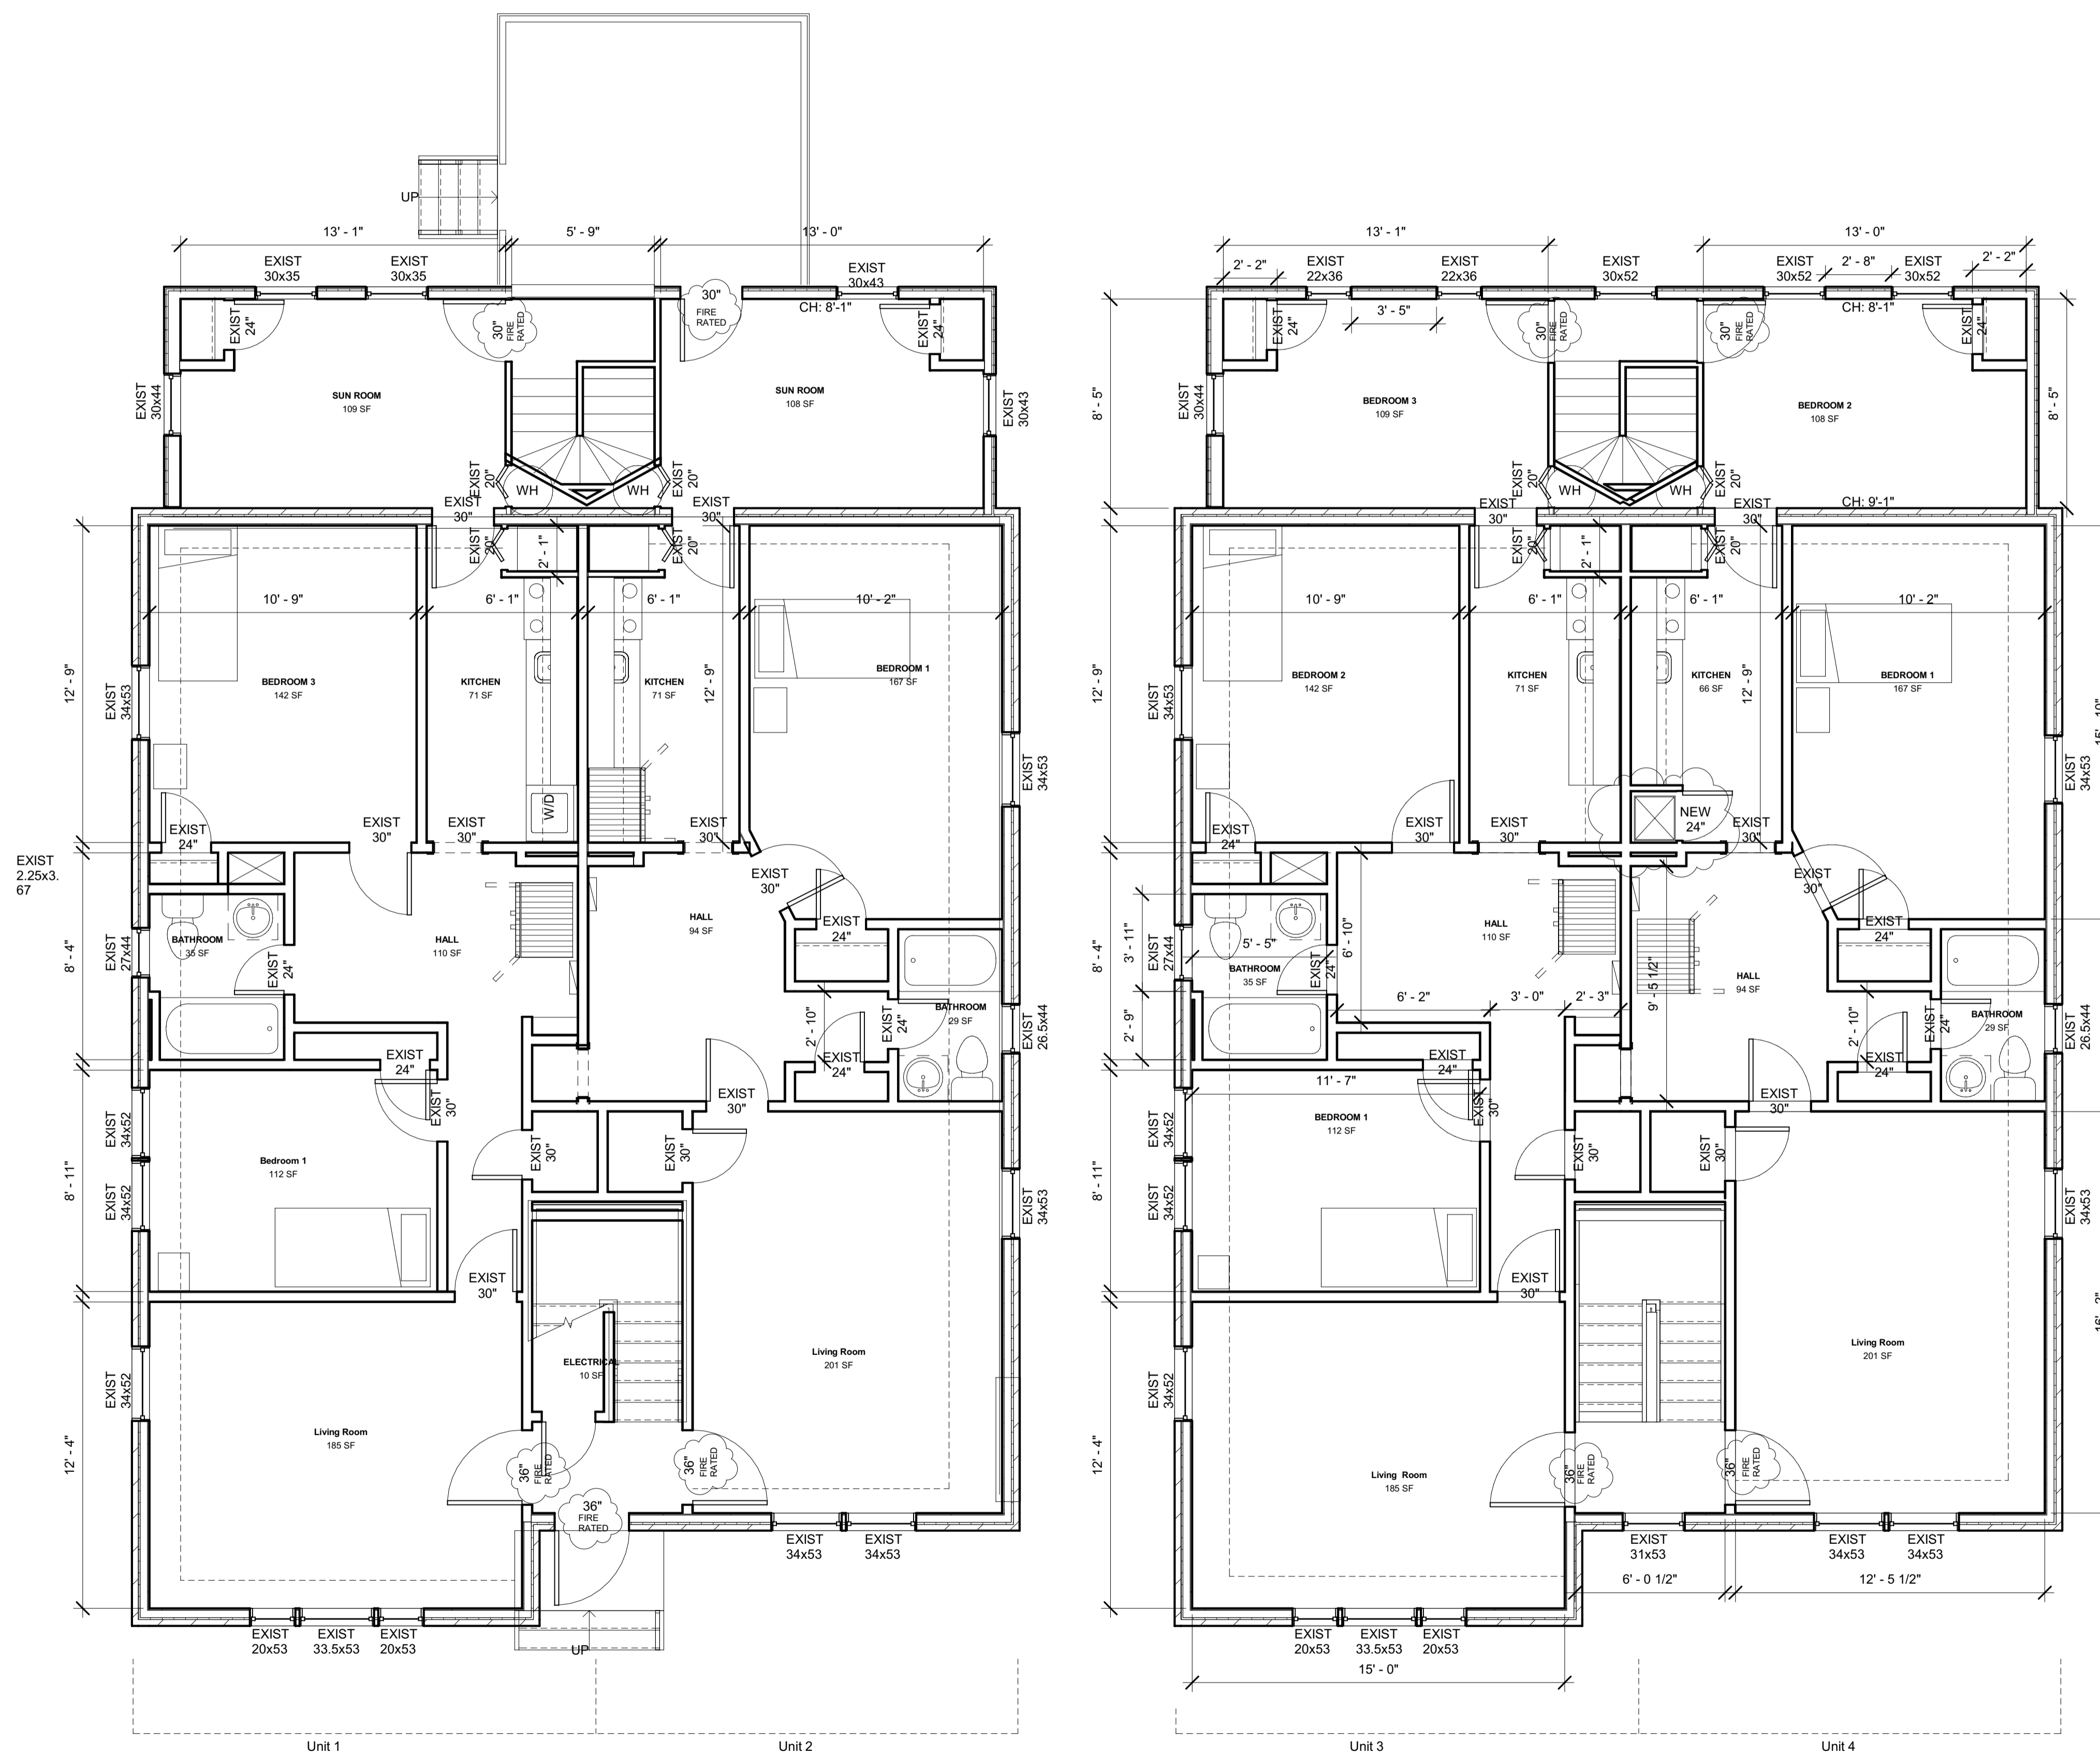 UP
13' - 1"
5' - 9"
13' - 0"
EXIST
30x35
EXIST
30x35
EXIST
30x43
CH: 8'-1"
EXIST
24"
30"
FIRE
RATED
30"
FIRE
RATED
EXIST
24"
EXIST
30x44
SUN ROOM
109 SF
SUN ROOM
108 SF
EXIST
30x43
EXIST
20"
WH
WH
EXIST
20"
EXIST
30"
EXIST
30"
EXIST
20"
2' - 1"
EXIST
20"
10' - 9"
6' - 1"
6' - 1"
10' - 2"
12' - 9"
EXIST
34x53
BEDROOM 3
142 SF
KITCHEN
71 SF
KITCHEN
71 SF
12' - 9"
BEDROOM 1
167 SF
EXIST
34x53
W/D
EXIST
24"
EXIST
30"
EXIST
30"
EXIST
30"
EXIST
2.25x3.
67
EXIST
30"
8' - 4"
EXIST
27x44
BATHROOM
35 SF
EXIST
24"
HALL
110 SF
HALL
94 SF
EXIST
24"
2' - 10"
EXIST
24"
BATHROOM
29 SF
EXIST
26.5x44
EXIST
24"
EXIST
24"
EXIST
30"
EXIST
30"
8' - 11"
EXIST
34x52
EXIST
34x52
Bedroom 1
112 SF
EXIST
30"
EXIST
30"
EXIST
34x53
EXIST
30"
ELECTRICAL
10 SF
Living Room
201 SF
12' - 4"
EXIST
34x52
Living Room
185 SF
36"
FIRE
RATED
36"
FIRE
RATED
36"
FIRE
RATED
EXIST
34x53
EXIST
34x53
EXIST
20x53
EXIST
33.5x53
EXIST
20x53
UP
Unit 1
Unit 2
13' - 1"
13' - 0"
2' - 2"
EXIST
22x36
EXIST
22x36
EXIST
30x52
EXIST
30x52
2' - 8"
EXIST
30x52
2' - 2"
CH: 8'-1"
3' - 5"
EXIST
24"
30"
FIRE
RATED
30"
FIRE
RATED
EXIST
24"
8' - 5"
EXIST
30x44
BEDROOM 3
109 SF
BEDROOM 2
108 SF
8' - 5"
EXIST
20"
WH
WH
EXIST
20"
CH: 9'-1"
EXIST
30"
EXIST
30"
EXIST
20"
2' - 1"
EXIST
20"
10' - 9"
6' - 1"
6' - 1"
10' - 2"
12' - 9"
EXIST
34x53
BEDROOM 2
142 SF
KITCHEN
71 SF
KITCHEN
66 SF
12' - 9"
BEDROOM 1
167 SF
EXIST
34x53
EXIST
24"
EXIST
30"
EXIST
30"
NEW
24"
EXIST
30"
EXIST
30"
8' - 4"
3' - 11"
EXIST
27x44
5' - 5"
BATHROOM
35 SF
EXIST
24"
6' - 10"
HALL
110 SF
9' - 5 1/2"
HALL
94 SF
EXIST
24"
6' - 2"
3' - 0"
2' - 3"
2' - 9"
2' - 10"
EXIST
24"
BATHROOM
29 SF
EXIST
26.5x44
EXIST
24"
EXIST
24"
11' - 7"
EXIST
30"
EXIST
30"
8' - 11"
EXIST
34x52
EXIST
34x52
BEDROOM 1
112 SF
EXIST
30"
EXIST
30"
EXIST
34x53
EXIST
30"
Living Room
201 SF
12' - 4"
EXIST
34x52
Living Room
185 SF
36"
FIRE
RATED
36"
FIRE
RATED
EXIST
31x53
EXIST
34x53
EXIST
34x53
6' - 0 1/2"
12' - 5 1/2"
EXIST
20x53
EXIST
33.5x53
EXIST
20x53
15' - 0"
Unit 3
Unit 4